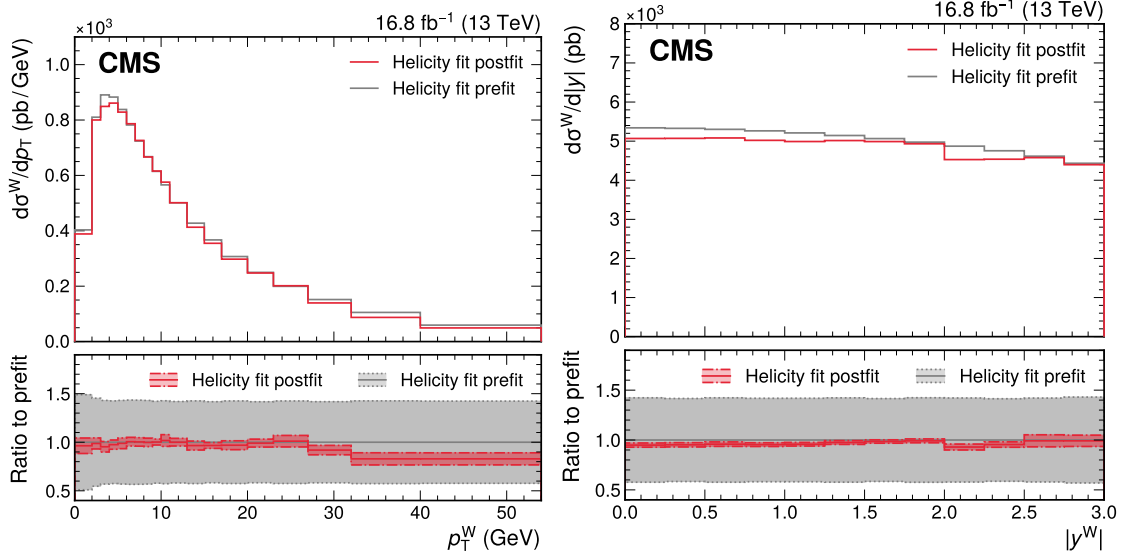 16.8 fb⁻¹ (13 TeV)
×10³
CMS
Helicity fit postfit
Helicity fit prefit
dσᵂ/dp_T (pb/GeV)
1.0
0.8
0.6
0.4
0.2
0.0
Helicity fit postfit
Helicity fit prefit
Ratio to prefit
1.5
1.0
0.5
0
10
20
30
40
50
p_T^W (GeV)
16.8 fb⁻¹ (13 TeV)
×10³
CMS
Helicity fit postfit
Helicity fit prefit
dσᵂ/d|y| (pb)
8
7
6
5
4
3
2
1
0
Helicity fit postfit
Helicity fit prefit
Ratio to prefit
1.5
1.0
0.5
0.0
0.5
1.0
1.5
2.0
2.5
3.0
|yᵂ|